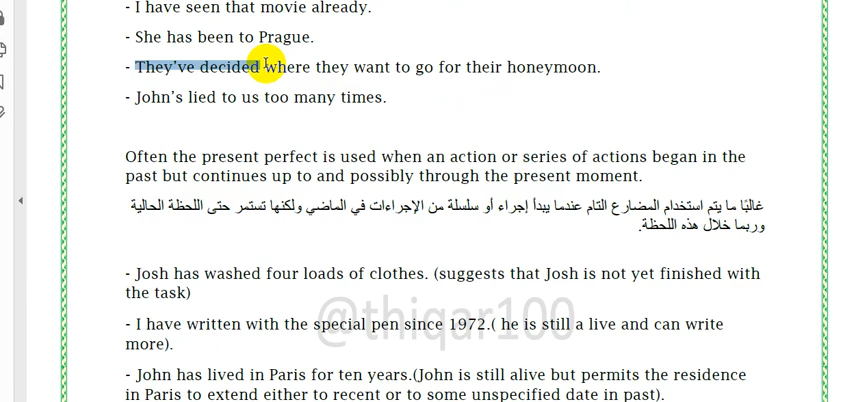 - I have seen that movie already.
- She has been to Prague.
- They've decided where they want to go for their honeymoon.
- John's lied to us too many times.
Often the present perfect is used when an action or series of actions began in the
past but continues up to and possibly through the present moment.
غالبًا ما يتم استخدام المضارع التام عندما يبدأ إجراء أو سلسلة من الإجراءات في الماضي ولكنها تستمر حتى اللحظة الحالية
وربما خلال هذه اللحظة.
- Josh has washed four loads of clothes. (suggests that Josh is not yet finished with
the task)
@thiqar100
- I have written with the special pen since 1972.( he is still a live and can write
more).
- John has lived in Paris for ten years.(John is still alive but permits the residence
in Paris to extend either to recent or to some unspecified date in past).